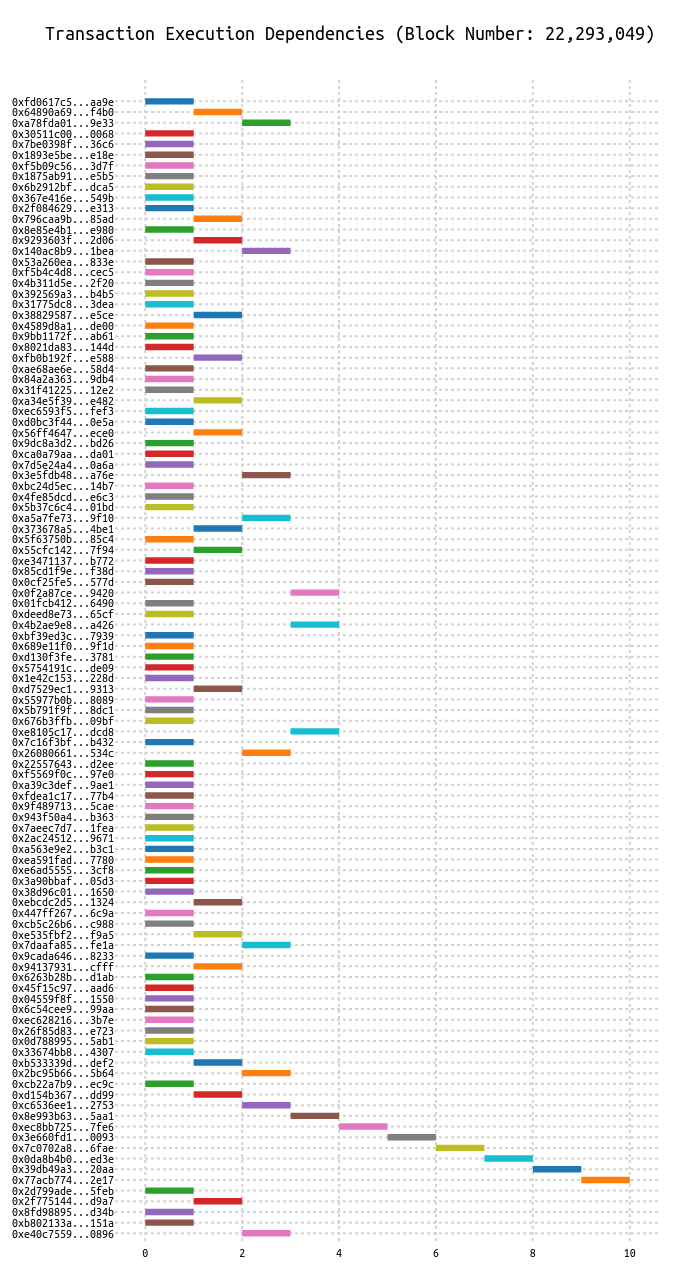 Transaction Execution Dependencies (Block Number: 22,293,049)
0xfd0617c5...aa9e
0x64890a69...f4b0
0xa78fda01...9e33
0x30511c00...0068
0x7be0398f...36c6
0x1893e5be...e18e
0xf5b09c56...3d7f
0x1875ab91...e5b5
0x6b2912bf...dca5
0x367e416e...549b
0x2f084629...e313
0x796caa9b...85ad
0x8e85e4b1...e980
0x9293603f...2d06
0x140ac8b9...1bea
0x53a260ea...833e
0xf5b4c4d8...cec5
0x4b311d5e...2f20
0x392569a3...b4b5
0x31775dc8...3dea
0x38829587...e5ce
0x4589d8a1...de00
0x9bb1172f...ab61
0x8021da83...144d
0xfb0b192f...e588
0xae68ae6e...58d4
0x84a2a363...9db4
0x31f41225...12e2
0xa34e5f39...e482
0xec6593f5...fef3
0xd0bc3f44...0e5a
0x56ff4647...ece0
0x9dc8a3d2...bd26
0xca0a79aa...da01
0x7d5e24a4...0a6a
0x3e5fdb48...a76e
0xbc24d5ec...14b7
0x4fe85dcd...e6c3
0x5b37c6c4...01bd
0xa5a7fe73...9f10
0x373678a5...4be1
0x5f63750b...85c4
0x55cfc142...7f94
0xe3471137...b772
0x85cd1f9e...f38d
0x0cf25fe5...577d
0x0f2a87ce...9420
0x01fcb412...6490
0xdeed8e73...65cf
0x4b2ae9e8...a426
0xbf39ed3c...7939
0x689e11f0...9f1d
0xd130f3fe...3781
0x5754191c...de09
0x1e42c153...228d
0xd7529ec1...9313
0x55977b0b...8089
0x5b791f9f...8dc1
0x676b3ffb...09bf
0xe8105c17...dcd8
0x7c16f3bf...b432
0x26080661...534c
0x22557643...d2ee
0xf5569f0c...97e0
0xa39c3def...9ae1
0xfdea1c17...77b4
0x9f489713...5cae
0x943f50a4...b363
0x7aeec7d7...1fea
0x2ac24512...9671
0xa563e9e2...b3c1
0xea591fad...7780
0xe6ad5555...3cf8
0x3a90bbaf...05d3
0x38d96c01...1650
0xebcdc2d5...1324
0x447ff267...6c9a
0xcb5c26b6...c988
0xe535fbf2...f9a5
0x7daafa85...fe1a
0x9cada646...8233
0x94137931...cfff
0x6263b28b...d1ab
0x45f15c97...aad6
0x04559f8f...1550
0x6c54cee9...99aa
0xec628216...3b7e
0x26f85d83...e723
0x0d788995...5ab1
0x33674bb8...4307
0xb533339d...def2
0x2bc95b66...5b64
0xcb22a7b9...ec9c
0xd154b367...dd99
0xc6536ee1...2753
0x8e993b63...5aa1
0xec8bb725...7fe6
0x3e660fd1...0093
0x7c0702a8...6fae
0x0da8b4b0...ed3e
0x39db49a3...20aa
0x77acb774...2e17
0x2d799ade...5feb
0x2f775144...d9a7
0x8fd98895...d34b
0xb802133a...151a
0xe40c7559...0896
0 2 4 6 8 10